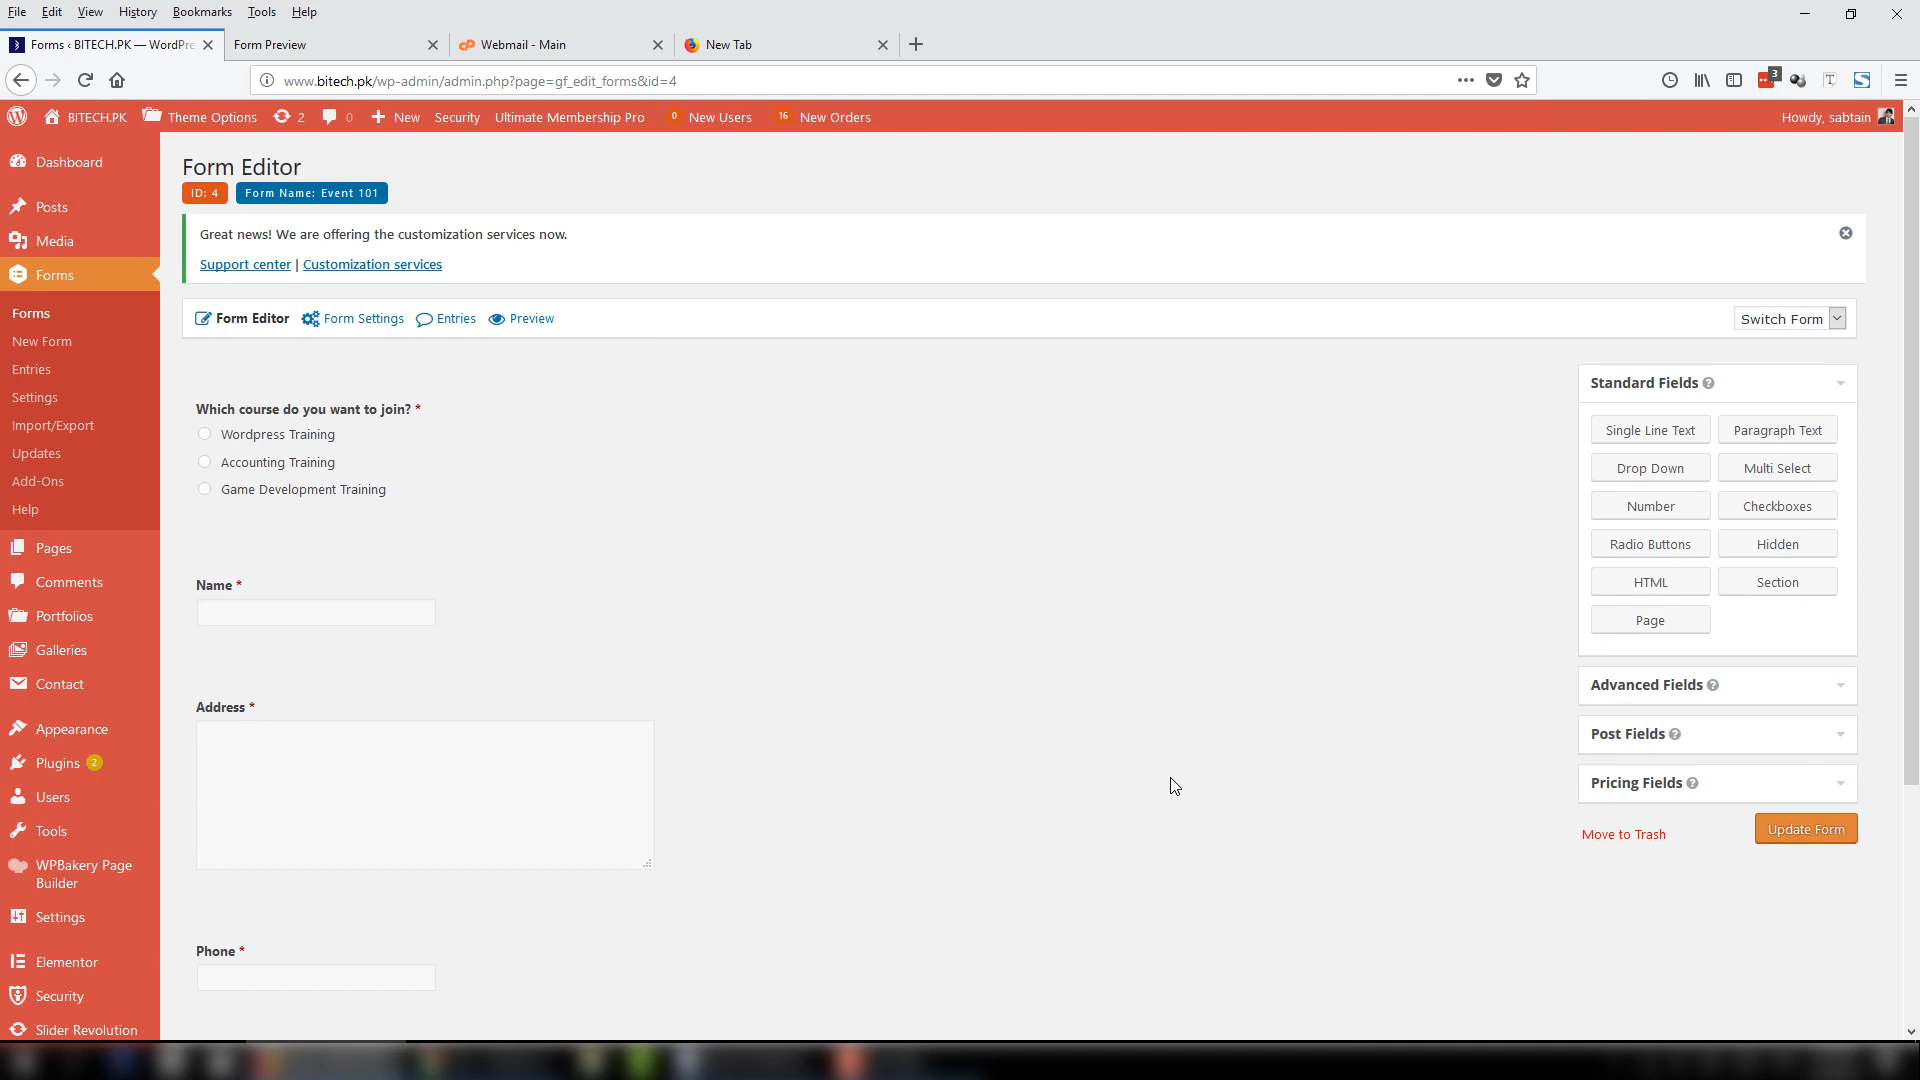 File Edit View History Bookmarks Tools Help
Forms ‹ BITECH.PK — WordPre
Form Preview
Webmail - Main
New Tab
www.bitech.pk/wp-admin/admin.php?page=gf_edit_forms&id=4
3
BITECH.PK Theme Options 2 0 New Security Ultimate Membership Pro 0 New Users 16 New Orders Howdy, sabtain
Dashboard
Posts
Media
Forms
Forms
New Form
Entries
Settings
Import/Export
Updates
Add-Ons
Help
Pages
Comments
Portfolios
Galleries
Contact
Appearance
Plugins 2
Users
Tools
WPBakery Page
Builder
Settings
Elementor
Security
Slider Revolution
Form Editor
ID: 4 Form Name: Event 101
Great news! We are offering the customization services now.
Support center | Customization services
Form Editor Form Settings Entries Preview Switch Form
Which course do you want to join? *
Wordpress Training
Accounting Training
Game Development Training
Name *
Address *
Phone *
Standard Fields
Single Line Text Paragraph Text
Drop Down Multi Select
Number Checkboxes
Radio Buttons Hidden
HTML Section
Page
Advanced Fields
Post Fields
Pricing Fields
Move to Trash Update Form